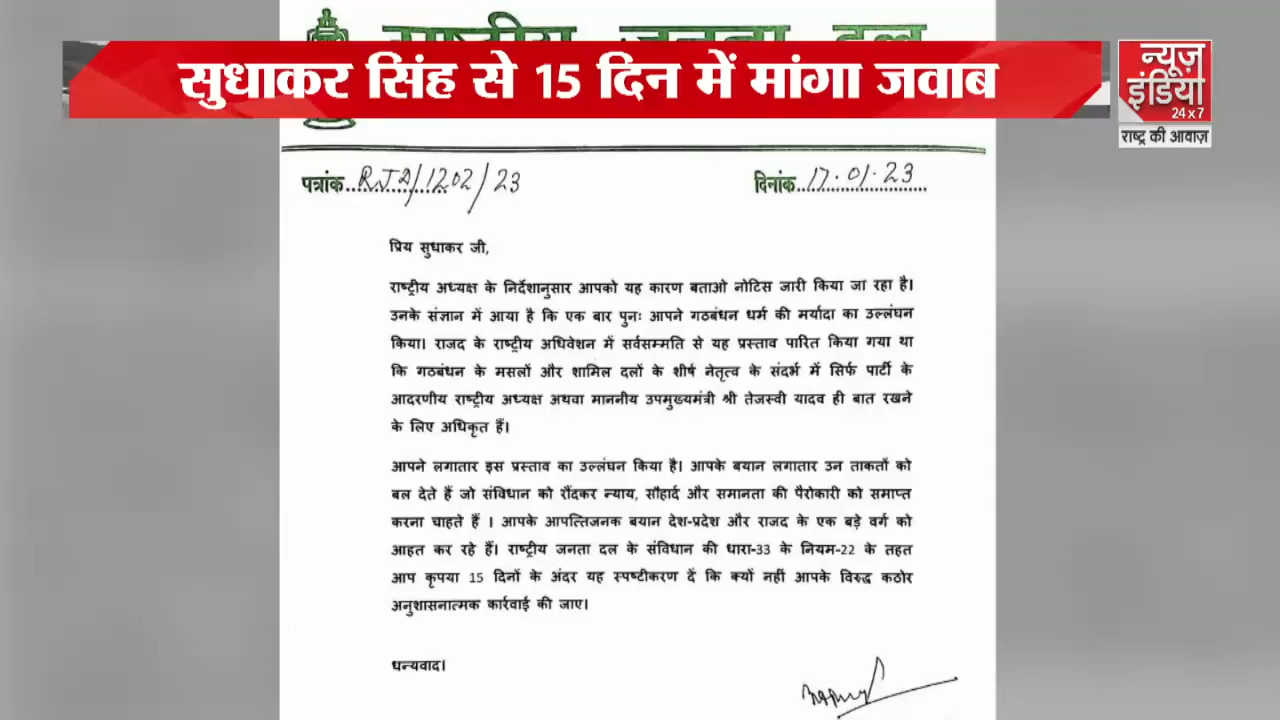 राष्ट्रीय जनता दल
सुधाकर सिंह से 15 दिन में मांगा जवाब
न्यूज़
इंडिया
24x7
राष्ट्र की आवाज़
पत्रांक RJD/1202/23
दिनांक 17.01.23
प्रिय सुधाकर जी,
राष्ट्रीय अध्यक्ष के निर्देशानुसार आपको यह कारण बताओ नोटिस जारी किया जा रहा है।
उनके संज्ञान में आया है कि एक बार पुनः आपने गठबंधन धर्म की मर्यादा का उल्लंघन
किया। राजद के राष्ट्रीय अधिवेशन में सर्वसम्मति से यह प्रस्ताव पारित किया गया था
कि गठबंधन के मसलों और शामिल दलों के शीर्ष नेतृत्व के संदर्भ में सिर्फ पार्टी के
आदरणीय राष्ट्रीय अध्यक्ष अथवा माननीय उपमुख्यमंत्री श्री तेजस्वी यादव ही बात रखने
के लिए अधिकृत हैं।
आपने लगातार इस प्रस्ताव का उल्लंघन किया है। आपके बयान लगातार उन ताकतों को
बल देते हैं जो संविधान को रौंदकर न्याय, सौहार्द और समानता की पैरोकारी को समाप्त
करना चाहते हैं । आपके आपत्तिजनक बयान देश-प्रदेश और राजद के एक बड़े वर्ग को
आहत कर रहे हैं। राष्ट्रीय जनता दल के संविधान की धारा-33 के नियम-22 के तहत
आप कृपया 15 दिनों के अंदर यह स्पष्टीकरण दें कि क्यों नहीं आपके विरुद्ध कठोर
अनुशासनात्मक कार्रवाई की जाए।
धन्यवाद।